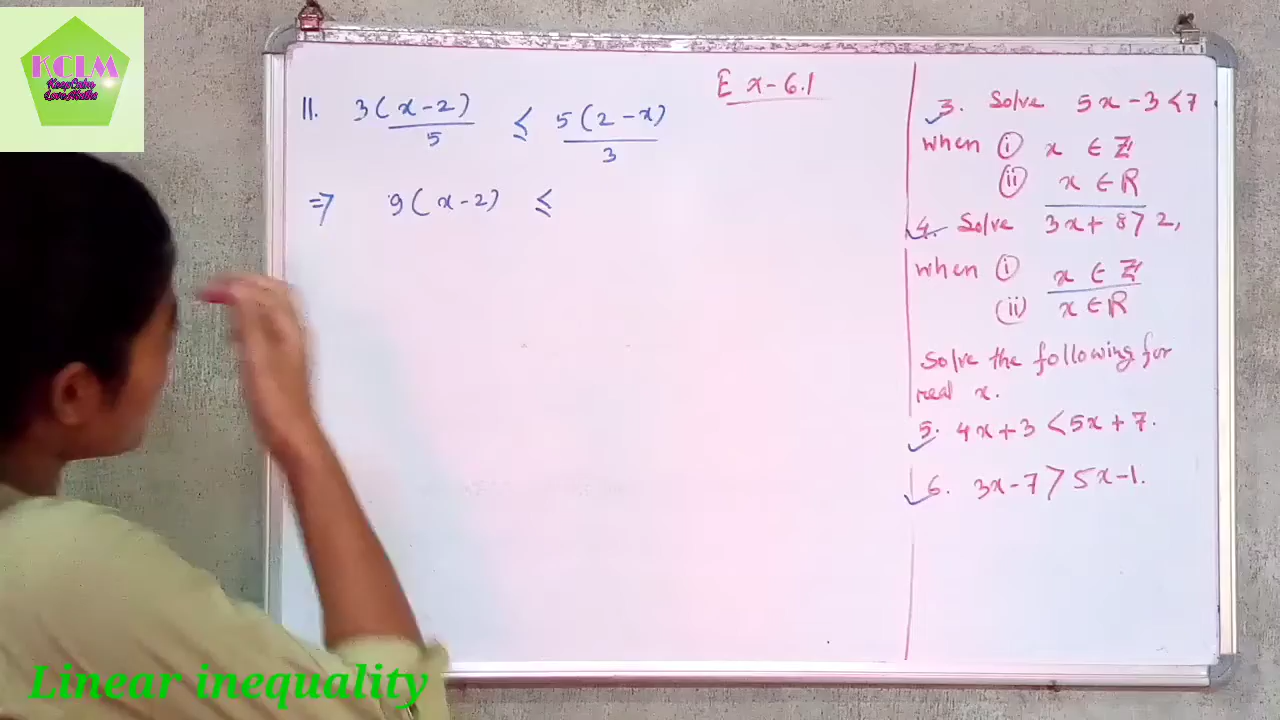 KCLM
KeepCalm
LoveMaths
Ex-6.1
11. 3(x-2)/5 ≤ 5(2-x)/3
⇒ 9(x-2) ≤
3. Solve 5x-3<7
when (i) x ∈ Z
(ii) x ∈ R
4. Solve 3x+8>2,
when (i) x ∈ Z
(ii) x ∈ R
Solve the following for
real x.
5. 4x+3<5x+7.
6. 3x-7>5x-1.
Linear inequality